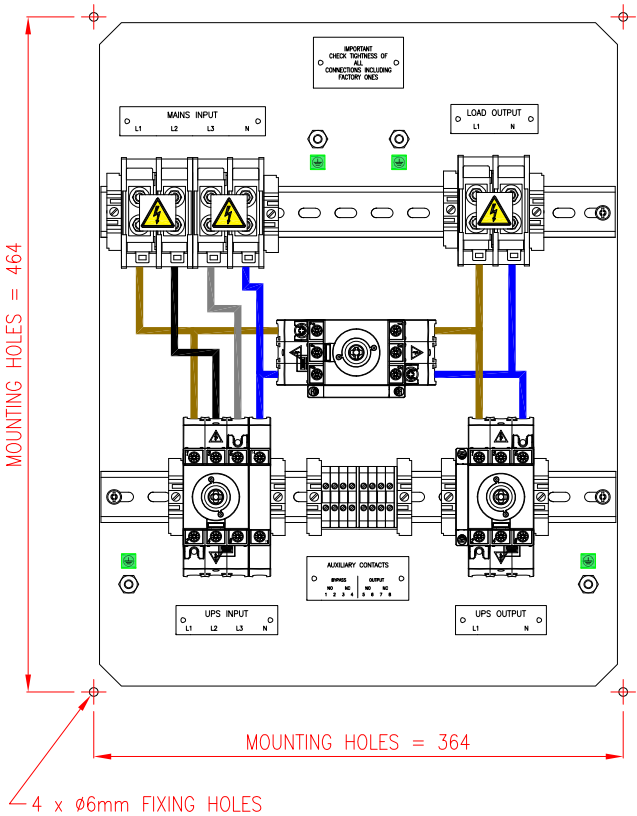 IMPORTANT
CHECK TIGHTNESS OF
ALL
CONNECTIONS INCLUDING
FACTORY ONES
MAINS INPUT
L1 L2 L3 N
LOAD OUTPUT
L1 N
MOUNTING HOLES = 464
AUXILIARY CONTACTS
BYPASS OUTPUT
NO NC NO NC
1 2 3 4 5 6 7 8
UPS INPUT
L1 L2 L3 N
UPS OUTPUT
L1 N
MOUNTING HOLES = 364
4 x Ø6mm FIXING HOLES